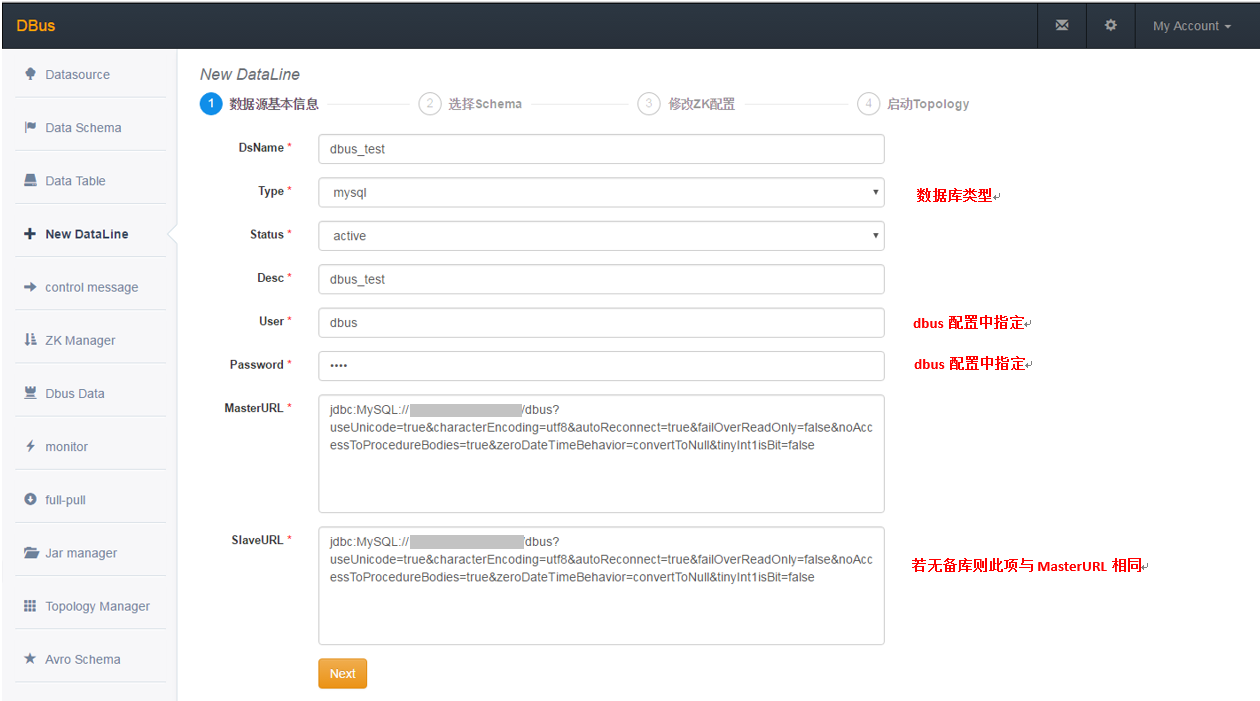 DBus
My Account
Datasource
Data Schema
Data Table
New DataLine
control message
ZK Manager
Dbus Data
monitor
full-pull
Jar manager
Topology Manager
Avro Schema
New DataLine
1 数据源基本信息
2 选择Schema
3 修改ZK配置
4 启动Topology
DsName * dbus_test
Type * mysql 数据库类型
Status * active
Desc * dbus_test
User * dbus dbus 配置中指定
Password * •••• dbus 配置中指定
MasterURL * jdbc:MySQL:// /dbus?
useUnicode=true&characterEncoding=utf8&autoReconnect=true&failOverReadOnly=false&noAcc
essToProcedureBodies=true&zeroDateTimeBehavior=convertToNull&tinyInt1isBit=false
SlaveURL * jdbc:MySQL:// /dbus?
useUnicode=true&characterEncoding=utf8&autoReconnect=true&failOverReadOnly=false&noAcc
essToProcedureBodies=true&zeroDateTimeBehavior=convertToNull&tinyInt1isBit=false
若无备库则此项与 MasterURL 相同
Next